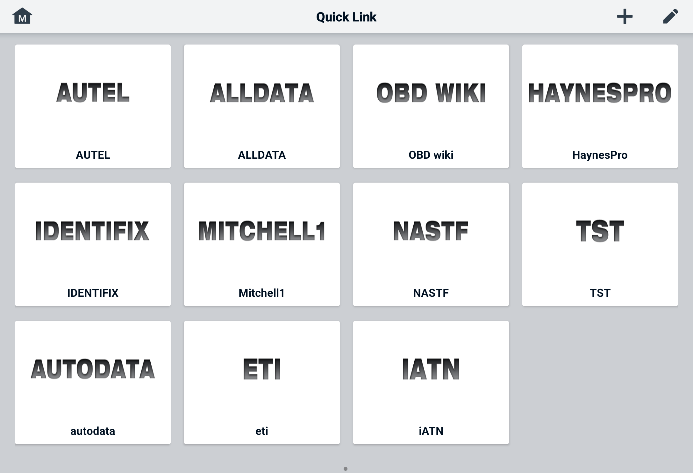 M
Quick Link
AUTEL
ALLDATA
OBD WIKI
HAYNESPRO
AUTEL
ALLDATA
OBD wiki
HaynesPro
IDENTIFIX
MITCHELL1
NASTF
TST
IDENTIFIX
Mitchell1
NASTF
TST
AUTODATA
ETI
IATN
autodata
eti
iATN